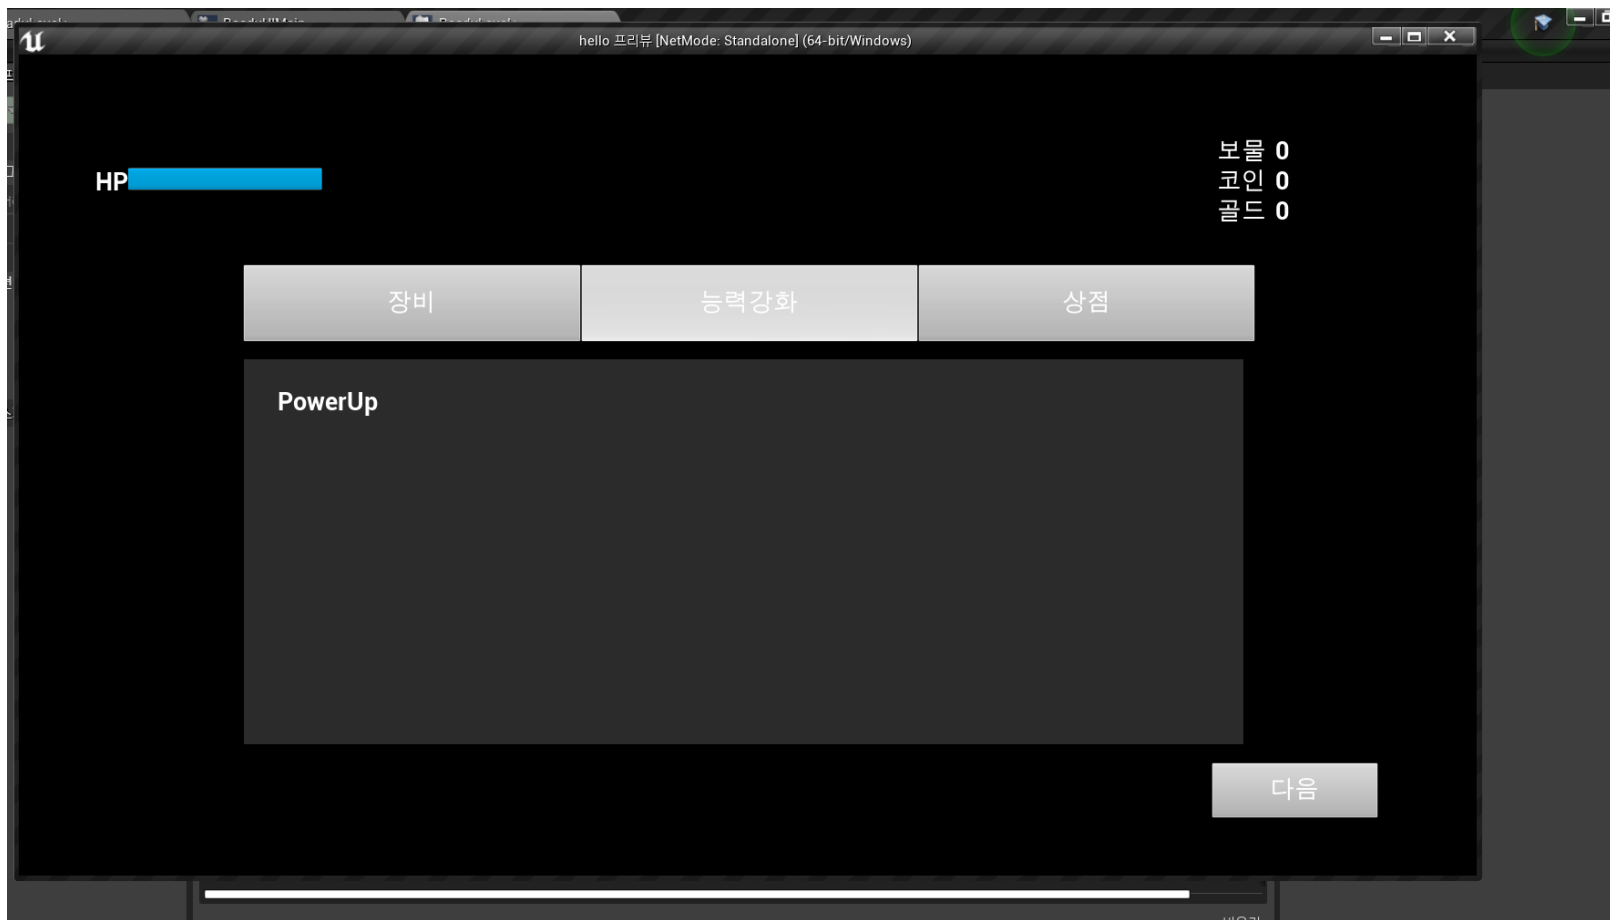 hello 프리뷰 [NetMode: Standalone] (64-bit/Windows)
HP
보물 0
코인 0
골드 0
장비
능력강화
상점
PowerUp
다음